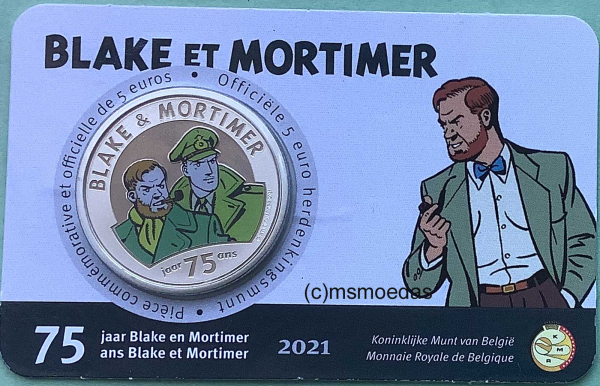 BLAKE ET MORTIMER
Pièce commémorative et officielle de 5 euros • Officiële 5 euro herdenkingsmunt •
BLAKE & MORTIMER
jaar 75 ans
(c)msmoedas
75 jaar Blake en Mortimer
ans Blake et Mortimer
2021
Koninklijke Munt van België
Monnaie Royale de Belgique
K M
R